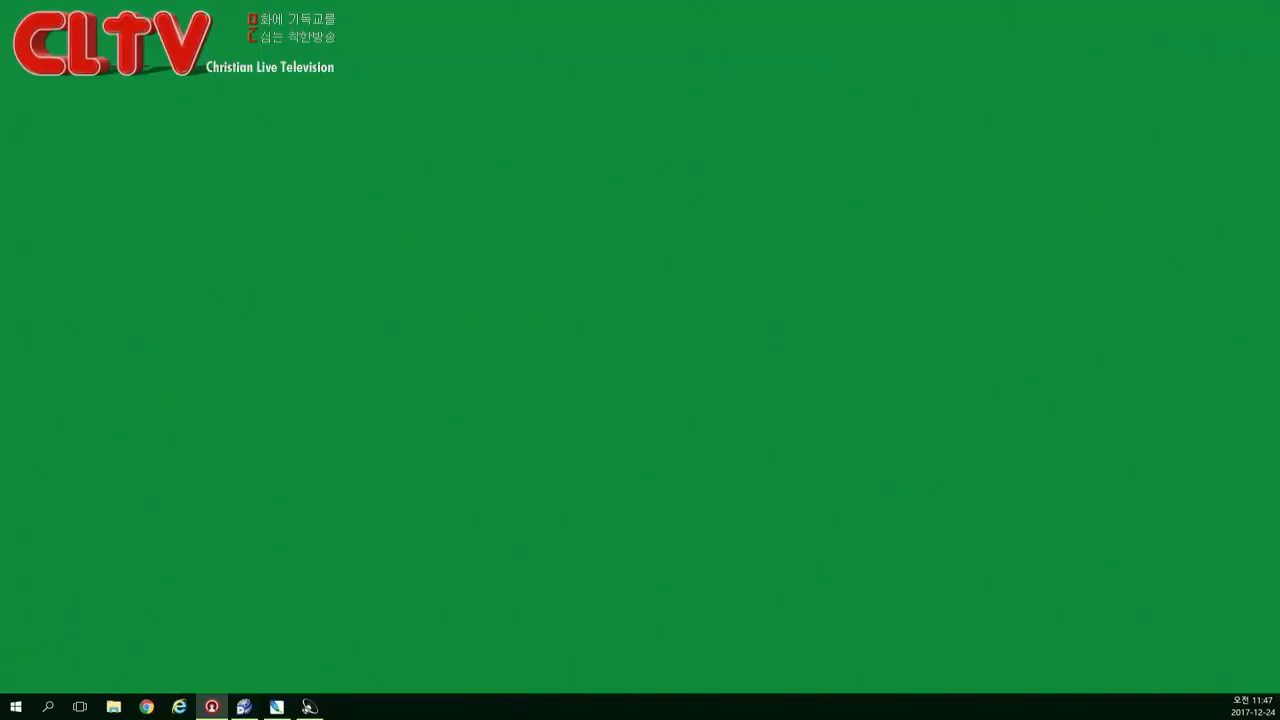 CLTV
문화에 기독교를
심는 착한방송
Christian Live Television
오전 11:47
2017-12-24